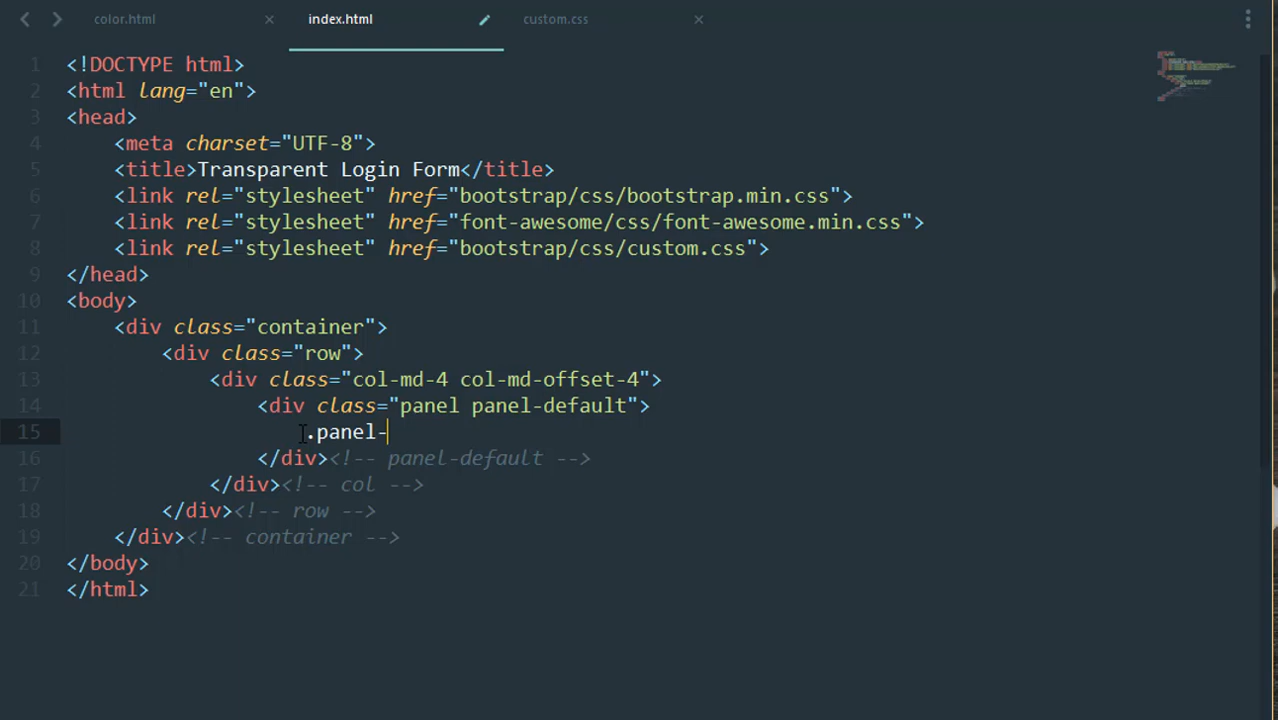 color.html index.html custom.css
1 <!DOCTYPE html>
2 <html lang="en">
3 <head>
4 <meta charset="UTF-8">
5 <title>Transparent Login Form</title>
6 <link rel="stylesheet" href="bootstrap/css/bootstrap.min.css">
7 <link rel="stylesheet" href="font-awesome/css/font-awesome.min.css">
8 <link rel="stylesheet" href="bootstrap/css/custom.css">
9 </head>
10 <body>
11 <div class="container">
12 <div class="row">
13 <div class="col-md-4 col-md-offset-4">
14 <div class="panel panel-default">
15 .panel-
16 </div><!-- panel-default -->
17 </div><!-- col -->
18 </div><!-- row -->
19 </div><!-- container -->
20 </body>
21 </html>